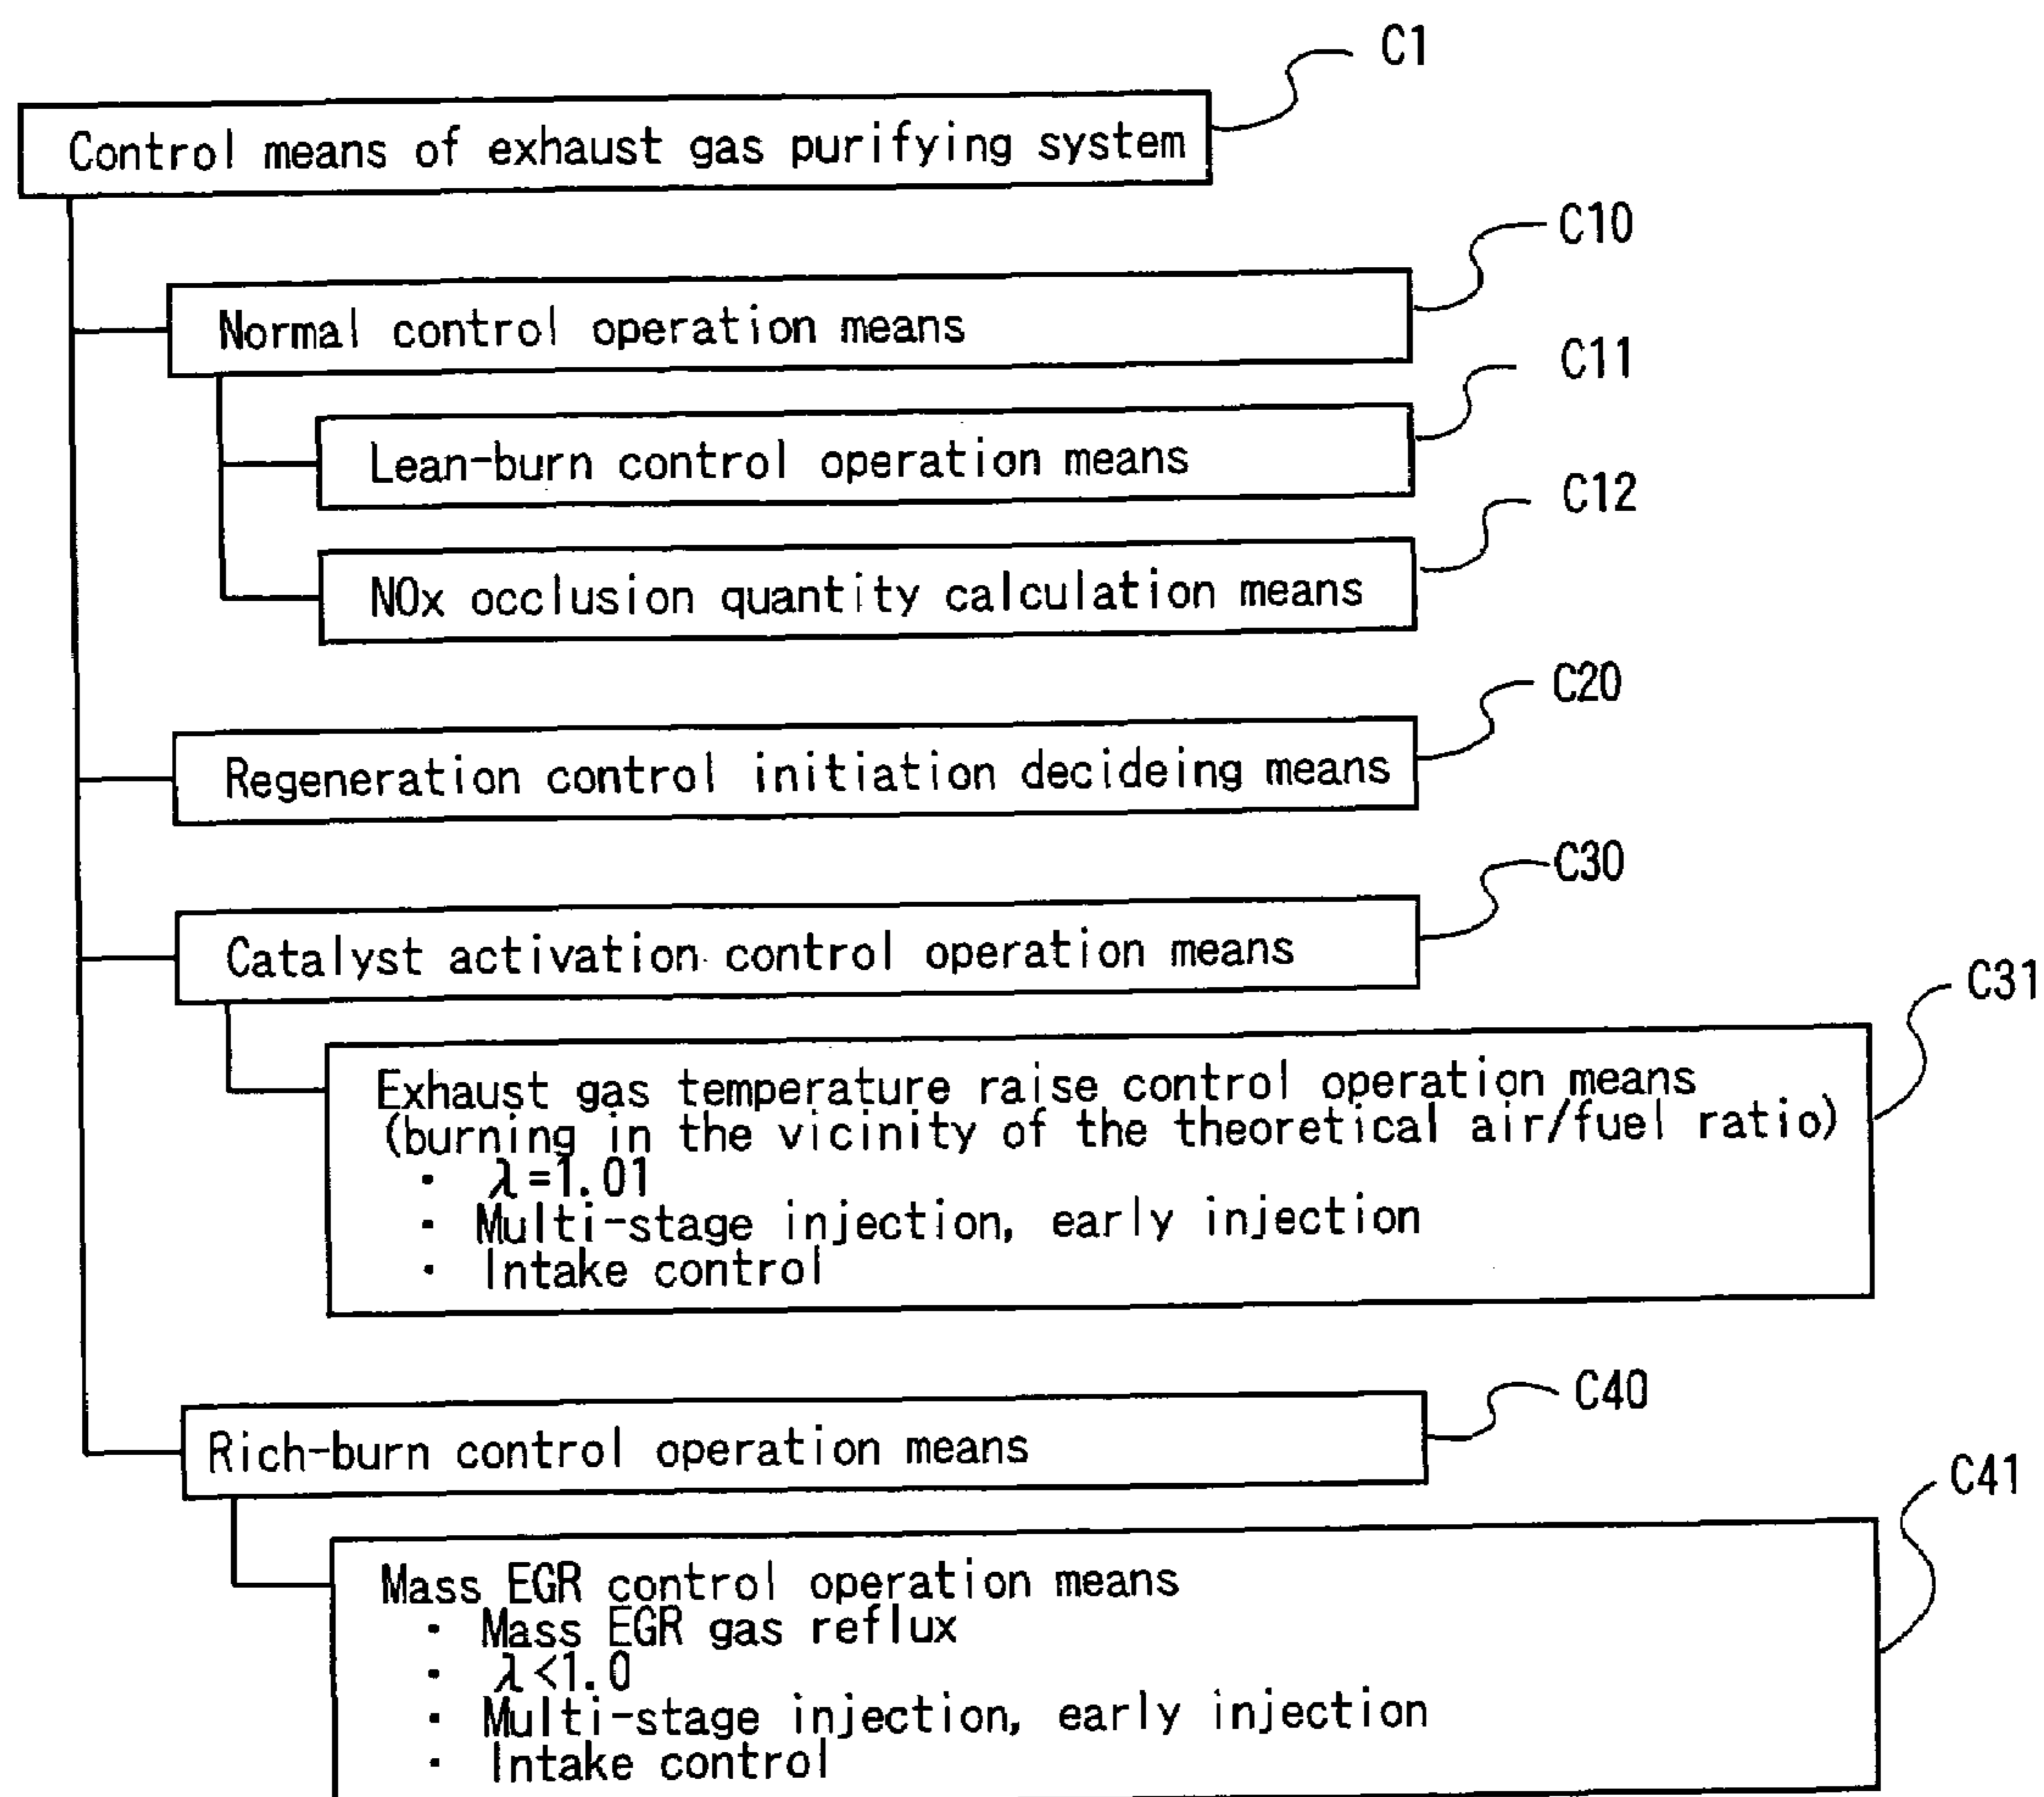 C1
Control means of exhaust gas purifying system
C10
Normal control operation means
C11
Lean-burn control operation means
C12
NOx occlusion quantity calculation means
C20
Regeneration control initiation decideing means
C30
Catalyst activation control operation means
C31
Exhaust gas temperature raise control operation means
(burning in the vicinity of the theoretical air/fuel ratio)
・ λ=1.01
・ Multi-stage injection, early injection
・ Intake control
C40
Rich-burn control operation means
C41
Mass EGR control operation means
・ Mass EGR gas reflux
・ λ<1.0
・ Multi-stage injection, early injection
・ Intake control